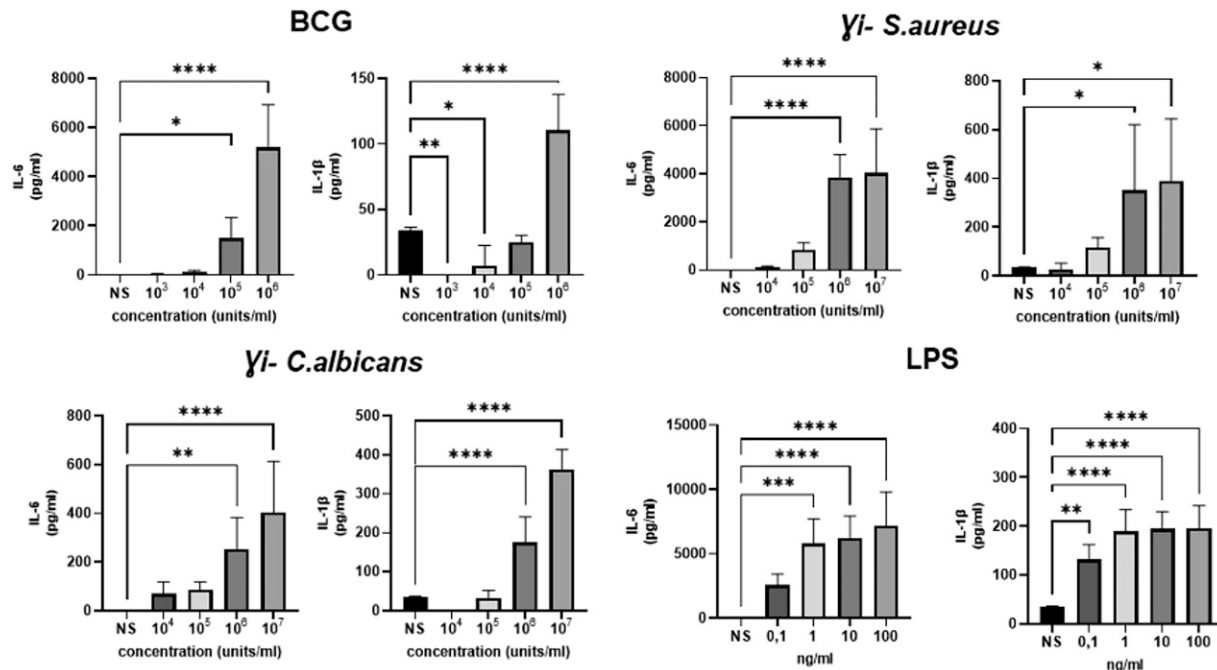 BCG
8000
6000
4000
2000
0
IL-6
(pg/ml)
****
*
NS 10³ 10⁴ 10⁵ 10⁶
concentration (units/ml)
150
100
50
0
IL-1β
(pg/ml)
****
*
**
NS 10³ 10⁴ 10⁵ 10⁶
concentration (units/ml)
Ɣi- S.aureus
8000
6000
4000
2000
0
IL-6
(pg/ml)
****
****
NS 10⁴ 10⁵ 10⁶ 10⁷
concentration (units/ml)
800
600
400
200
0
IL-1β
(pg/ml)
*
*
NS 10⁴ 10⁵ 10⁶ 10⁷
concentration (units/ml)
Ɣi- C.albicans
800
600
400
200
0
IL-6
(pg/ml)
****
**
NS 10⁴ 10⁵ 10⁶ 10⁷
concentration (units/ml)
500
400
300
200
100
0
IL-1β
(pg/ml)
****
****
NS 10⁴ 10⁵ 10⁶ 10⁷
concentration (units/ml)
LPS
15000
10000
5000
0
IL-6
(pg/ml)
****
****
***
NS 0,1 1 10 100
ng/ml
400
300
200
100
0
IL-1β
(pg/ml)
****
****
****
**
NS 0,1 1 10 100
ng/ml